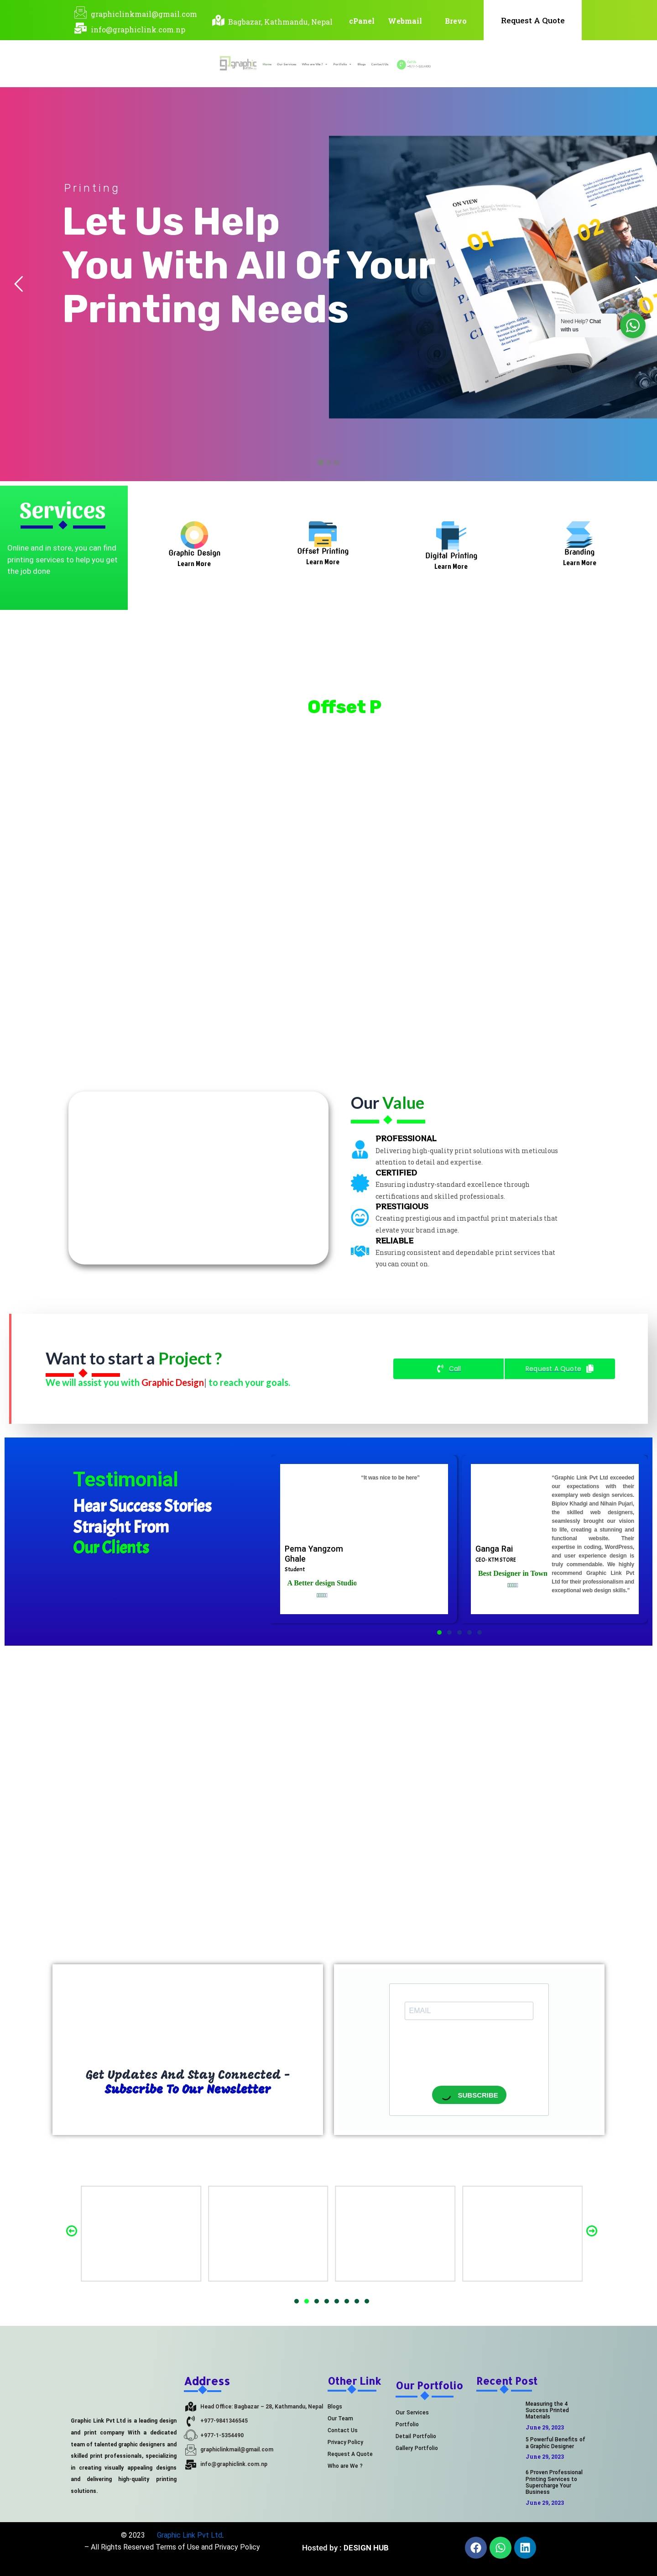 graphiclinkmail@gmail.com
info@graphiclink.com.np
Bagbazar, Kathmandu, Nepal
cPanel
Webmail
Brevo
Request A Quote
graphic
Home
Our Services
Who are We ?
Portfolio
Blogs
Contact Us
Printing
Let Us Help
You With All Of Your
Printing Needs
ON VIEW
01
02
Need Help? Chat
with us
Services
Online and in store, you can find
printing services to help you get
the job done
Graphic Design
Learn More
Offset Printing
Learn More
Digital Printing
Learn More
Branding
Learn More
Offset P
Our Value
PROFESSIONAL
Delivering high-quality print solutions with meticulous
attention to detail and expertise.
CERTIFIED
Ensuring industry-standard excellence through
certifications and skilled professionals.
PRESTIGIOUS
Creating prestigious and impactful print materials that
elevate your brand image.
RELIABLE
Ensuring consistent and dependable print services that
you can count on.
Want to start a Project ?
We will assist you with Graphic Design| to reach your goals.
Call
Request A Quote
Testimonial
Hear Success Stories
Straight From
Our Clients
"It was nice to be here"
Pema Yangzom
Ghale
Student
A Better design Studio
Ganga Rai
CEO- KTM STORE
Best Designer in Town
"Graphic Link Pvt Ltd exceeded
our expectations with their
exemplary web design services.
Biplov Khadgi and Nihain Pujari,
the skilled web designers,
seamlessly brought our vision
to life, creating a stunning and
functional website. Their
expertise in coding, WordPress,
and user experience design is
truly commendable. We highly
recommend Graphic Link Pvt
Ltd for their professionalism and
exceptional web design skills."
Get Updates And Stay Connected -
Subscribe To Our Newsletter
EMAIL
SUBSCRIBE
Graphic Link Pvt Ltd is a leading design
and print company With a dedicated
team of talented graphic designers and
skilled print professionals, specializing
in creating visually appealing designs
and delivering high-quality printing
solutions.
Address
Head Office: Bagbazar – 28, Kathmandu, Nepal
+977-9841346545
+977-1-5354490
graphiclinkmail@gmail.com
info@graphiclink.com.np
Other Link
Blogs
Our Team
Contact Us
Privacy Policy
Request A Quote
Who are We ?
Our Portfolio
Our Services
Portfolio
Detail Portfolio
Gallery Portfolio
Recent Post
Measuring the 4
Success Printed
Materials
June 29, 2023
5 Powerful Benefits of
a Graphic Designer
June 29, 2023
6 Proven Professional
Printing Services to
Supercharge Your
Business
June 29, 2023
© 2023 Graphic Link Pvt Ltd.
– All Rights Reserved Terms of Use and Privacy Policy
Hosted by : DESIGN HUB